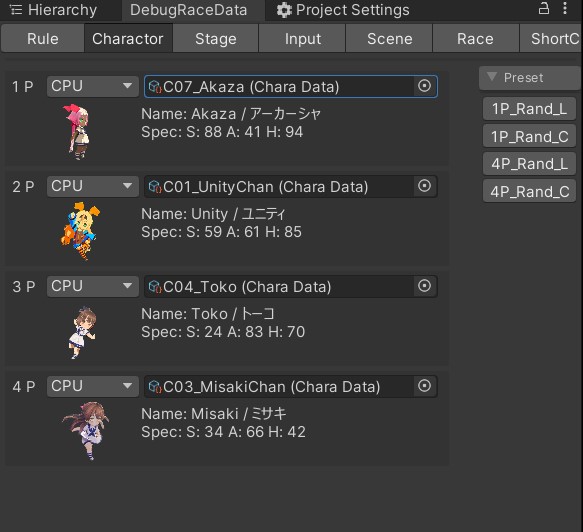 Hierarchy DebugRaceData Project Settings
Rule Charactor Stage Input Scene Race ShortC
Preset
1 P CPU C07_Akaza (Chara Data)
Name: Akaza / アーカーシャ
Spec: S: 88 A: 41 H: 94
1P_Rand_L
1P_Rand_C
4P_Rand_L
4P_Rand_C
2 P CPU C01_UnityChan (Chara Data)
Name: Unity / ユニティ
Spec: S: 59 A: 61 H: 85
3 P CPU C04_Toko (Chara Data)
Name: Toko / トーコ
Spec: S: 24 A: 83 H: 70
4 P CPU C03_MisakiChan (Chara Data)
Name: Misaki / ミサキ
Spec: S: 34 A: 66 H: 42